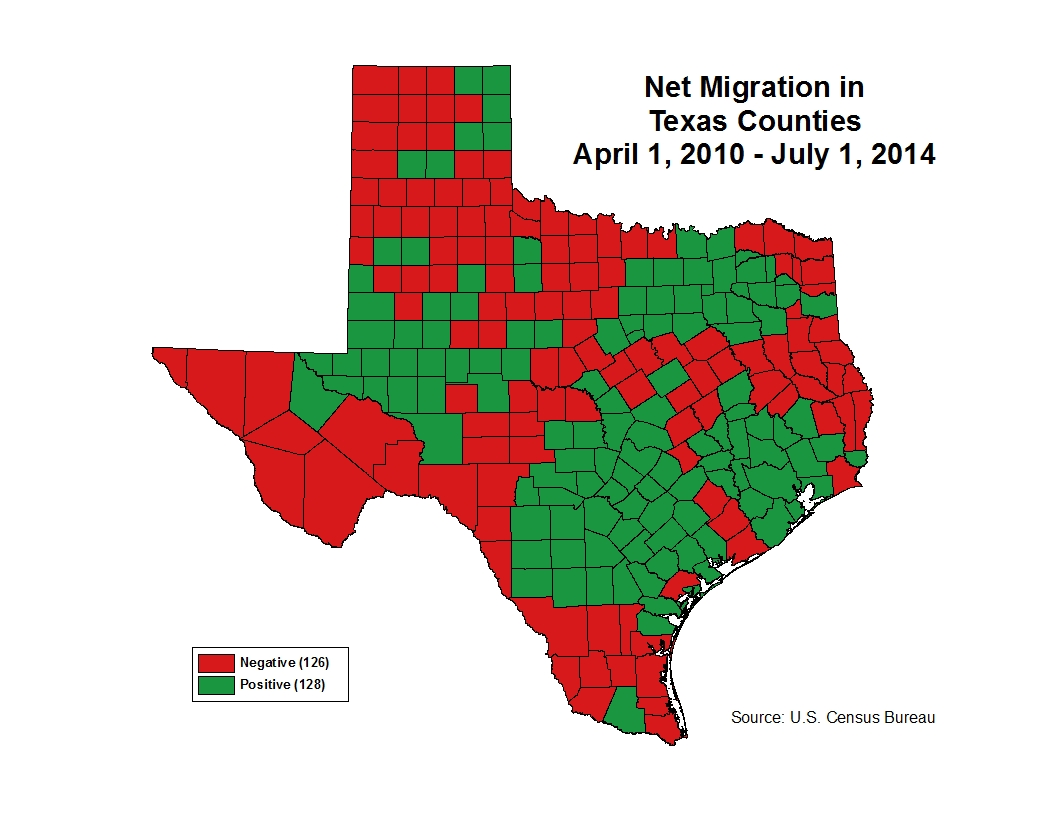 Net Migration in
Texas Counties
April 1, 2010 - July 1, 2014
Negative (126)
Positive (128)
Source: U.S. Census Bureau